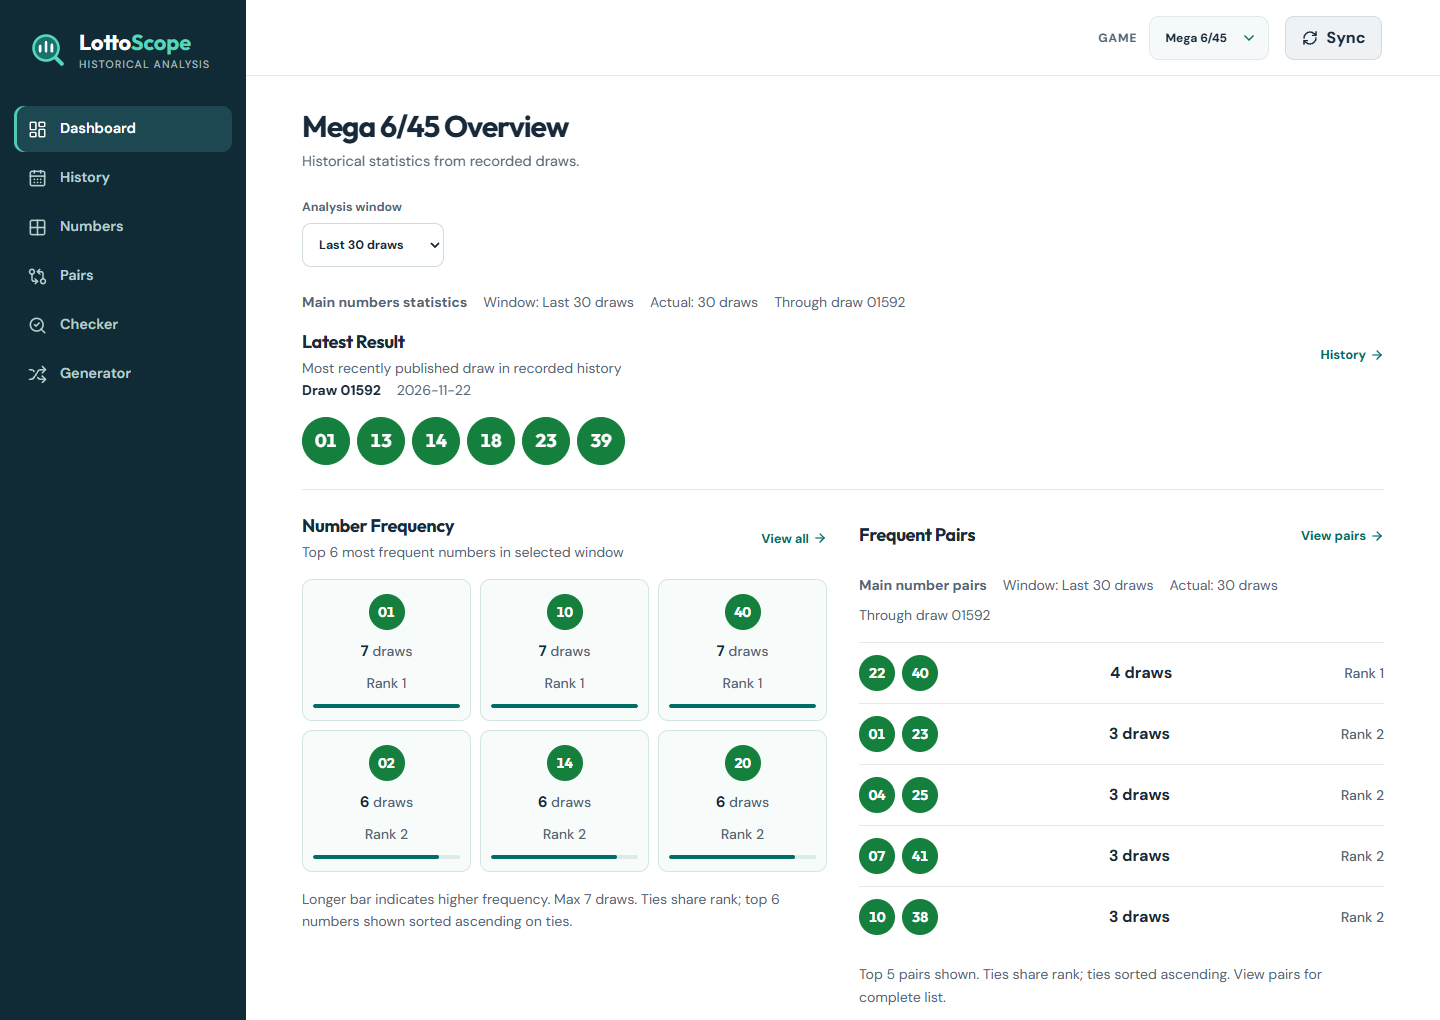 LottoScope
HISTORICAL ANALYSIS
Dashboard
History
Numbers
Pairs
Checker
Generator
GAME
Mega 6/45
Sync
Mega 6/45 Overview
Historical statistics from recorded draws.
Analysis window
Last 30 draws
Main numbers statistics Window: Last 30 draws Actual: 30 draws Through draw 01592
Latest Result
History →
Most recently published draw in recorded history
Draw 01592 2026-11-22
01 13 14 18 23 39
Number Frequency
View all →
Top 6 most frequent numbers in selected window
01 10 40
7 draws 7 draws 7 draws
Rank 1 Rank 1 Rank 1
02 14 20
6 draws 6 draws 6 draws
Rank 2 Rank 2 Rank 2
Longer bar indicates higher frequency. Max 7 draws. Ties share rank; top 6
numbers shown sorted ascending on ties.
Frequent Pairs
View pairs →
Main number pairs Window: Last 30 draws Actual: 30 draws
Through draw 01592
22 40 4 draws Rank 1
01 23 3 draws Rank 2
04 25 3 draws Rank 2
07 41 3 draws Rank 2
10 38 3 draws Rank 2
Top 5 pairs shown. Ties share rank; ties sorted ascending. View pairs for
complete list.